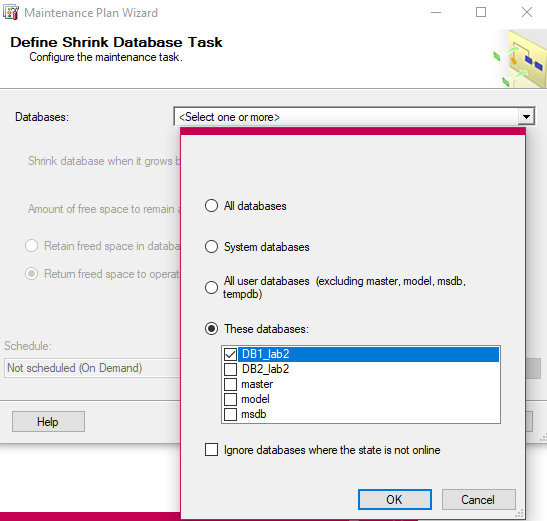 Maintenance Plan Wizard
Define Shrink Database Task
Configure the maintenance task.
Databases:
<Select one or more>
Shrink database when it grows b
Amount of free space to remain a
Retain freed space in databa
Return freed space to operat
Schedule:
Not scheduled (On Demand)
Help
All databases
System databases
All user databases (excluding master, model, msdb,
tempdb)
These databases:
DB1_lab2
DB2_lab2
master
model
msdb
Ignore databases where the state is not online
OK
Cancel